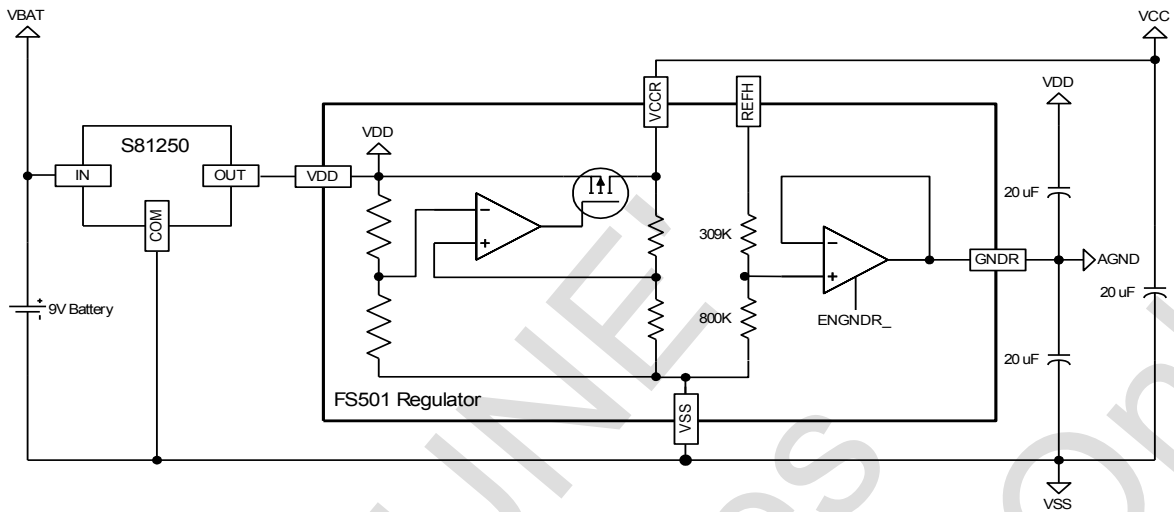 VBAT
VCC
VDD
VCCR
REFH
S81250
VDD
IN
OUT
VDD
COM
20 uF
309K
GNDR
AGND
9V Battery
20 uF
800K
ENGNDR_
20 uF
FS501 Regulator
VSS
VSS